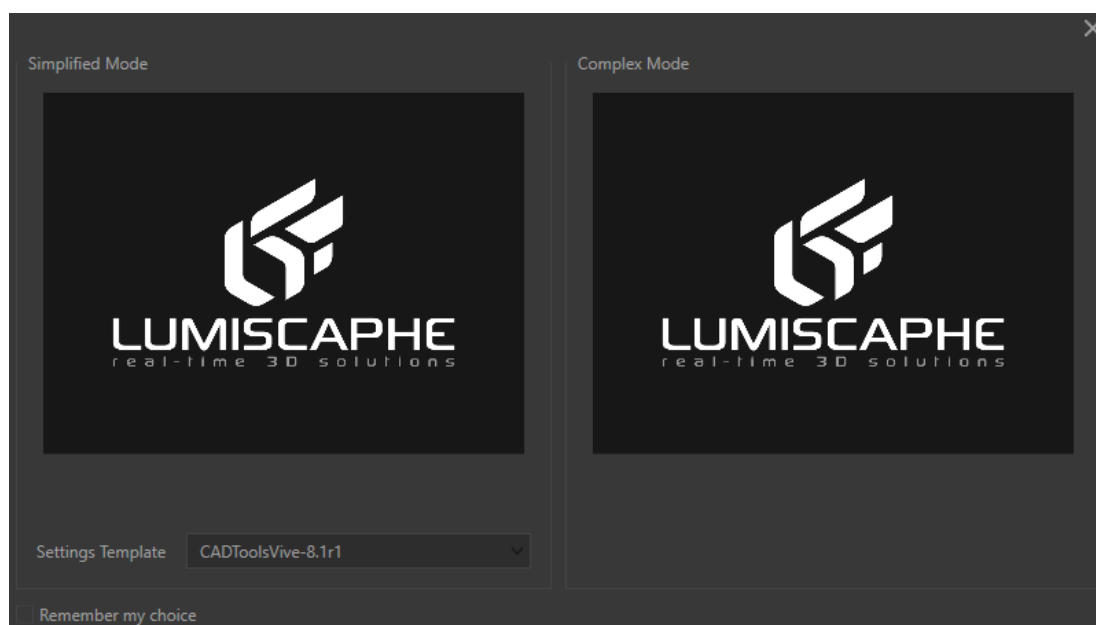 Simplified Mode
Complex Mode
LUMISCAPHE
real-time 3D solutions
LUMISCAPHE
real-time 3D solutions
Settings Template
CADToolsVive-8.1r1
Remember my choice